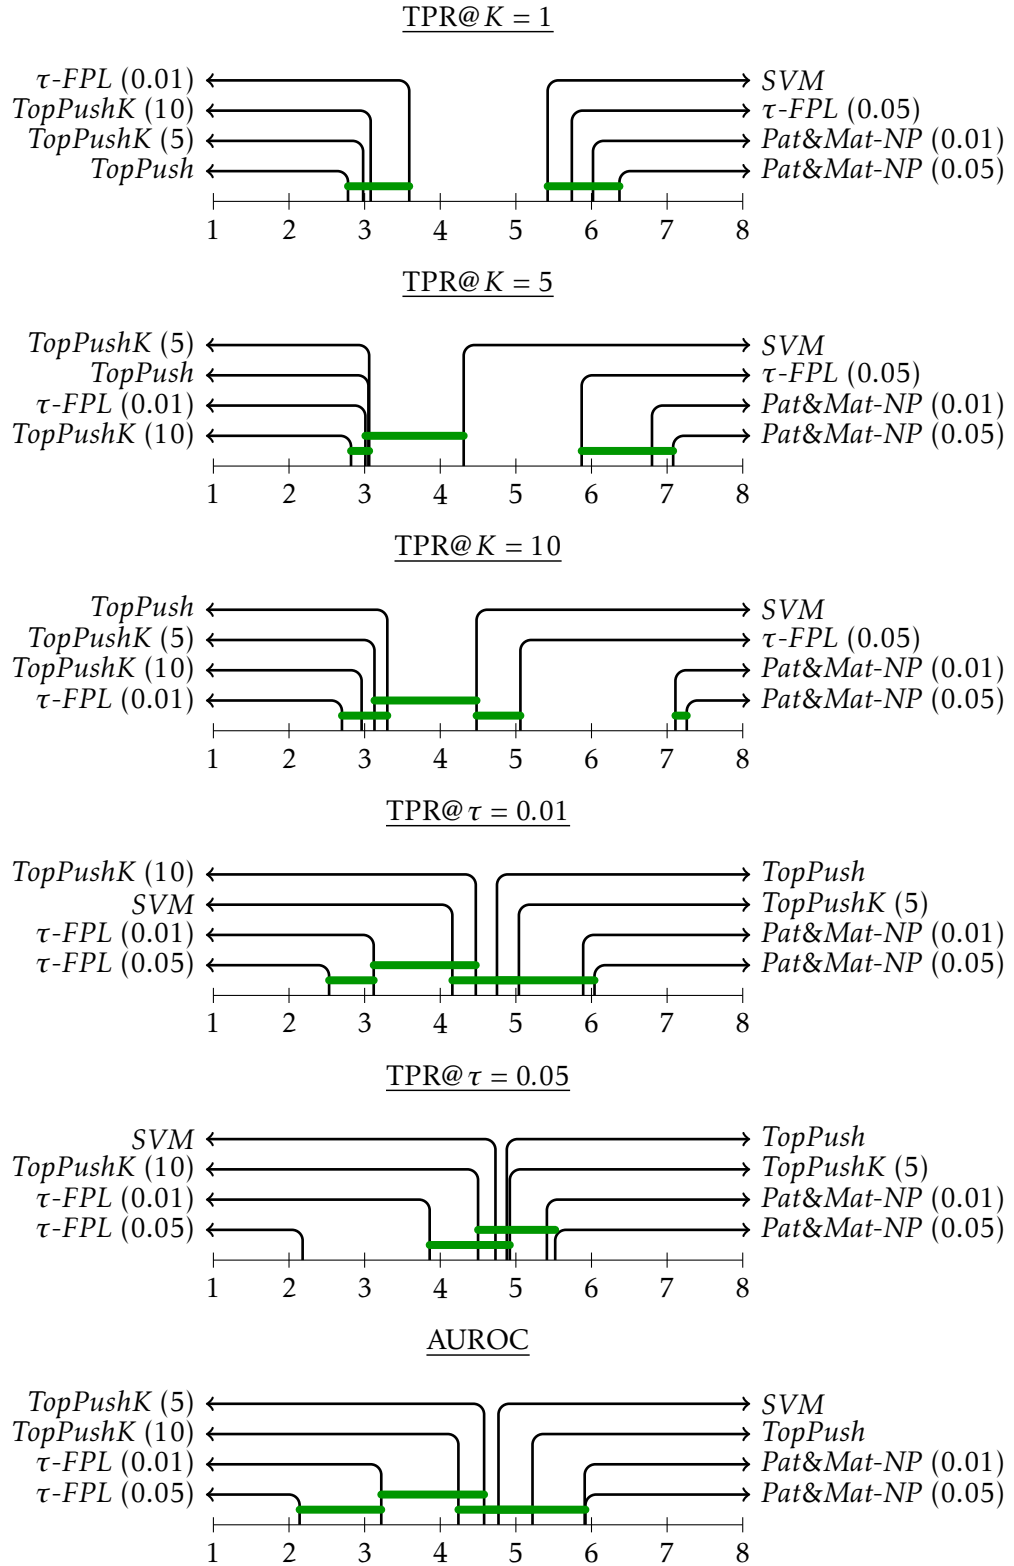 TPR@K = 1
τ-FPL (0.01) SVM
TopPushK (10) τ-FPL (0.05)
TopPushK (5) Pat&Mat-NP (0.01)
TopPush Pat&Mat-NP (0.05)
1 2 3 4 5 6 7 8
TPR@K = 5
TopPushK (5) SVM
TopPush τ-FPL (0.05)
τ-FPL (0.01) Pat&Mat-NP (0.01)
TopPushK (10) Pat&Mat-NP (0.05)
1 2 3 4 5 6 7 8
TPR@K = 10
TopPush SVM
TopPushK (5) τ-FPL (0.05)
TopPushK (10) Pat&Mat-NP (0.01)
τ-FPL (0.01) Pat&Mat-NP (0.05)
1 2 3 4 5 6 7 8
TPR@τ = 0.01
TopPushK (10) TopPush
SVM TopPushK (5)
τ-FPL (0.01) Pat&Mat-NP (0.01)
τ-FPL (0.05) Pat&Mat-NP (0.05)
1 2 3 4 5 6 7 8
TPR@τ = 0.05
SVM TopPush
TopPushK (10) TopPushK (5)
τ-FPL (0.01) Pat&Mat-NP (0.01)
τ-FPL (0.05) Pat&Mat-NP (0.05)
1 2 3 4 5 6 7 8
AUROC
TopPushK (5) SVM
TopPushK (10) TopPush
τ-FPL (0.01) Pat&Mat-NP (0.01)
τ-FPL (0.05) Pat&Mat-NP (0.05)
1 2 3 4 5 6 7 8